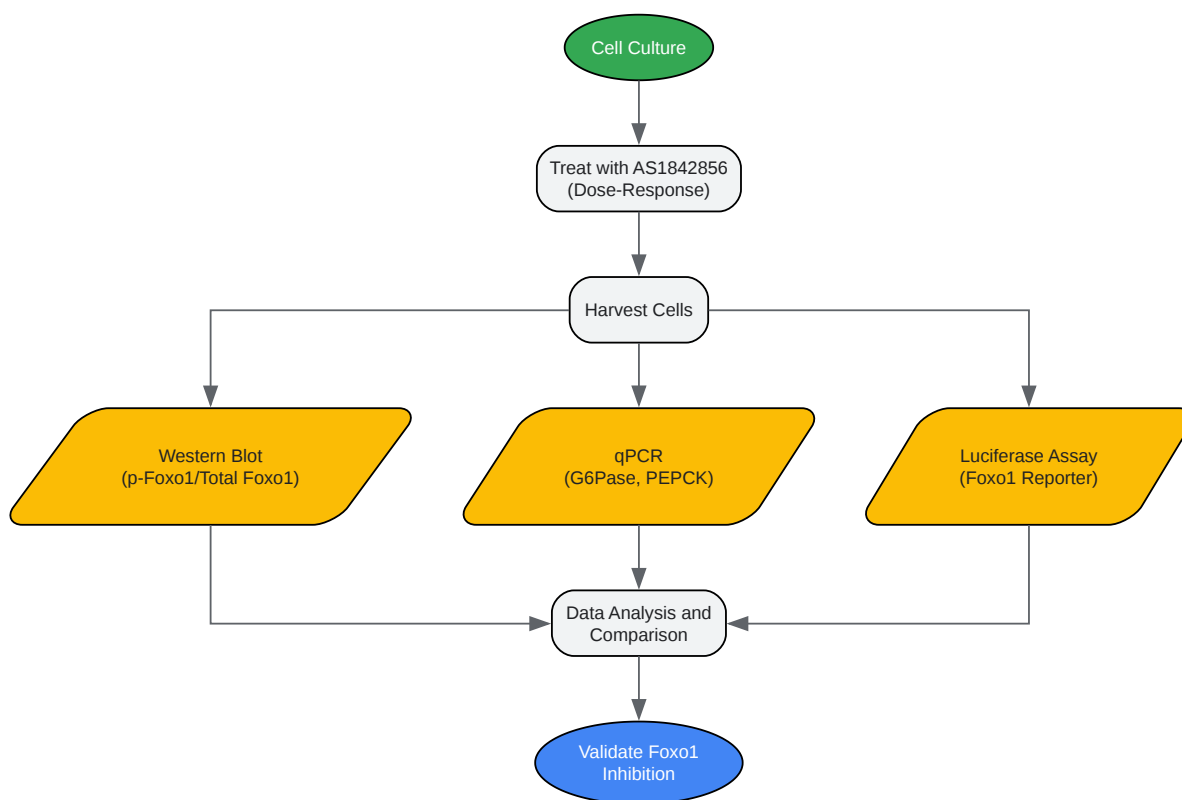 Cell Culture
Treat with AS1842856
(Dose-Response)
Harvest Cells
Western Blot
(p-Foxo1/Total Foxo1)
qPCR
(G6Pase, PEPCK)
Luciferase Assay
(Foxo1 Reporter)
Data Analysis and
Comparison
Validate Foxo1
Inhibition